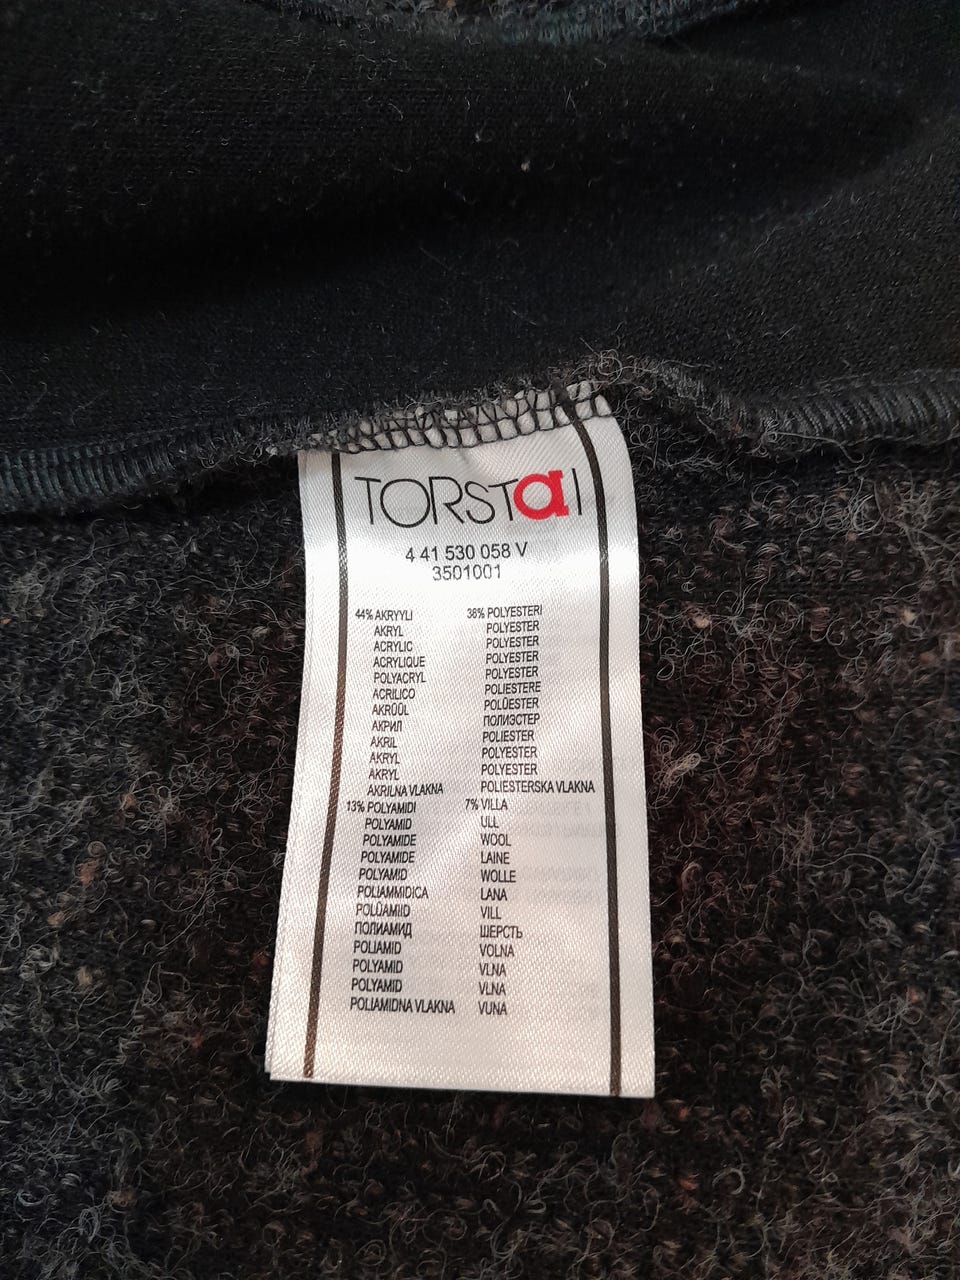 TORSTaI
4 41 530 058 V
3501001
44% AKRYYLI 36% POLYESTERI
AKRYL POLYESTER
ACRYLIC POLYESTER
ACRYLIQUE POLYESTER
POLYACRYL POLYESTER
ACRILICO POLIESTERE
AKRÜÜL POLÜESTER
АКРИЛ ПОЛИЭСТЕР
AKRIL POLIESTER
AKRYL POLYESTER
AKRYL POLYESTER
AKRILNA VLAKNA POLIESTERSKA VLAKNA
13% POLYAMIDI 7% VILLA
POLYAMID ULL
POLYAMIDE WOOL
POLYAMIDE LAINE
POLYAMID WOLLE
POLIAMMIDICA LANA
POLÜAMIID VILL
ПОЛИАМИД ШЕРСТЬ
POLIAMID VOLNA
POLYAMID VLNA
POLYAMID VLNA
POLIAMIDNA VLAKNA VUNA